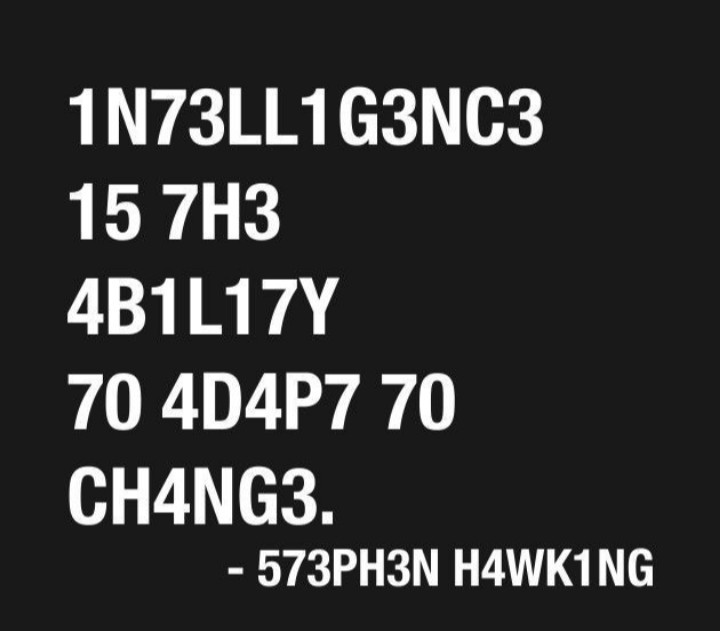 1N73LL1G3NC3
15 7H3
4B1L17Y
70 4D4P7 70
CH4NG3.
- 573PH3N H4WK1NG